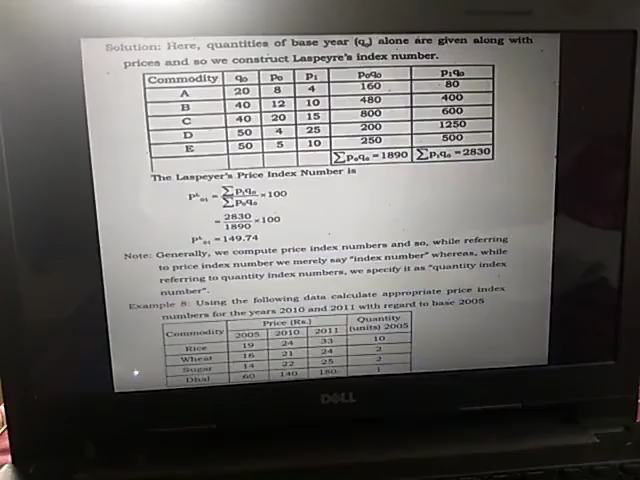 Solution: Here, quantities of base year (q₀) alone are given along with
prices and so we construct Laspeyre's index number.
Commodity q₀ P₀ P₁ P₀q₀ P₁q₀
A 20 8 4 160 80
B 40 12 10 480 400
C 40 20 15 800 600
D 50 4 25 200 1250
E 50 5 10 250 500
∑P₀q₀ = 1890 ∑P₁q₀ = 2830
The Laspeyer's Price Index Number is
Pᴸ₀₁ = ∑P₁q₀ / ∑P₀q₀ × 100
= 2830 / 1890 × 100
Pᴸ₀₁ = 149.74
Note: Generally, we compute price index numbers and so, while referring
to price index number we merely say "index number" whereas, while
referring to quantity index numbers, we specify it as "quantity index
number".
Example 8: Using the following data calculate appropriate price index
numbers for the years 2010 and 2011 with regard to base 2005
Commodity Price (Rs.) Quantity (units) 2005
2005 2010 2011
Rice 19 24 33 10
Wheat 16 21 24 2
Sugar 14 22 25 2
Dhal 60 140 180 1
DELL